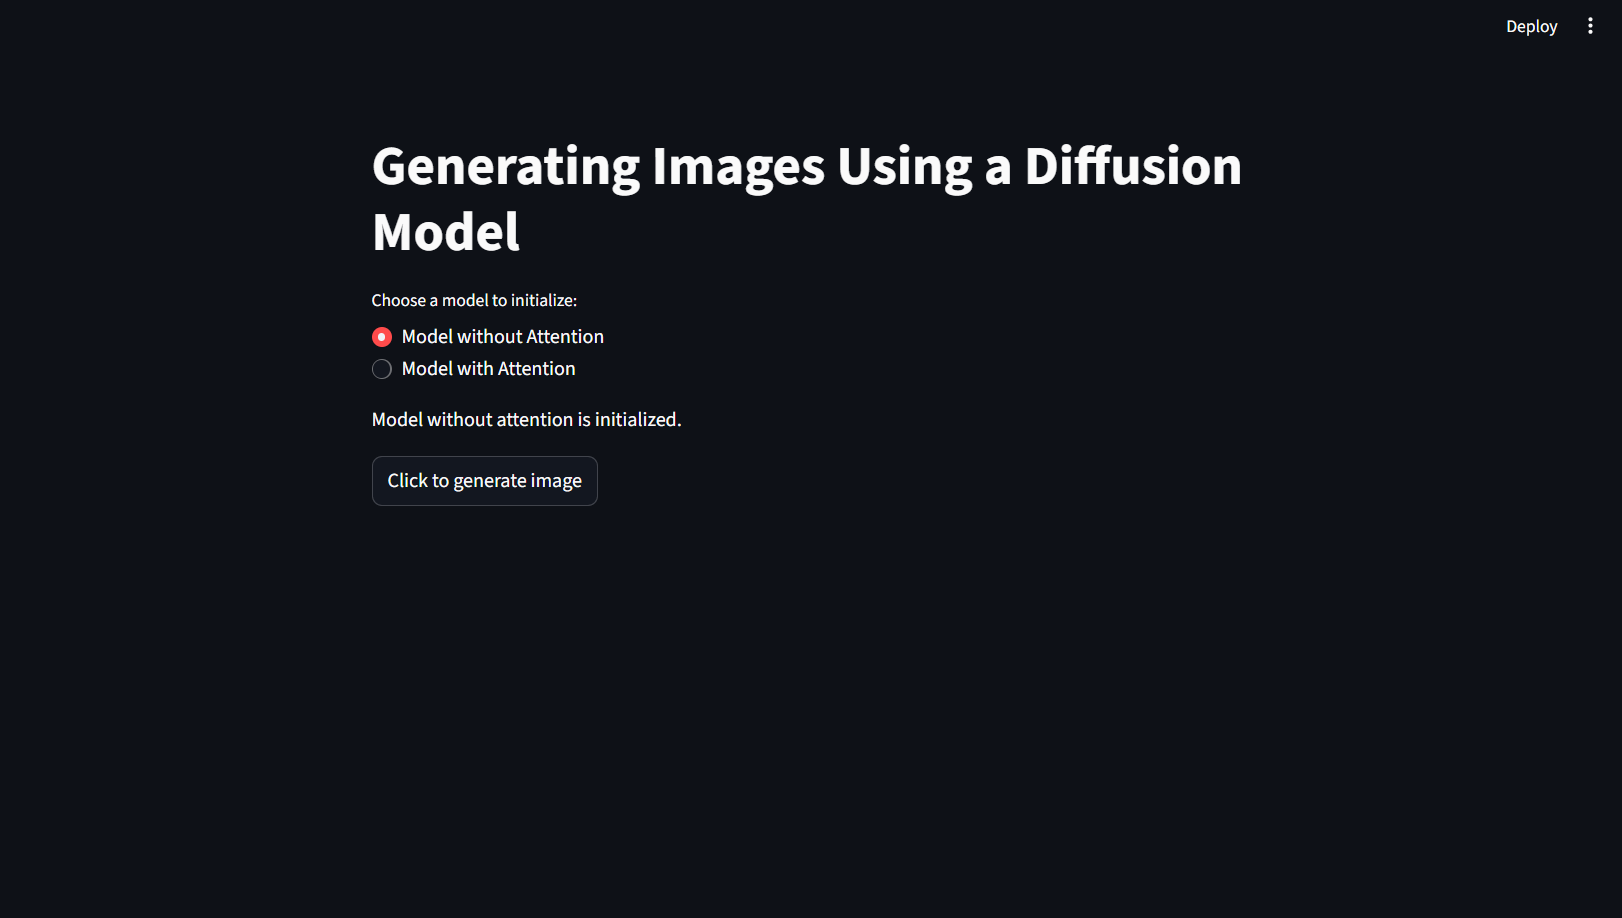 Deploy
Generating Images Using a Diffusion
Model
Choose a model to initialize:
Model without Attention
Model with Attention
Model without attention is initialized.
Click to generate image